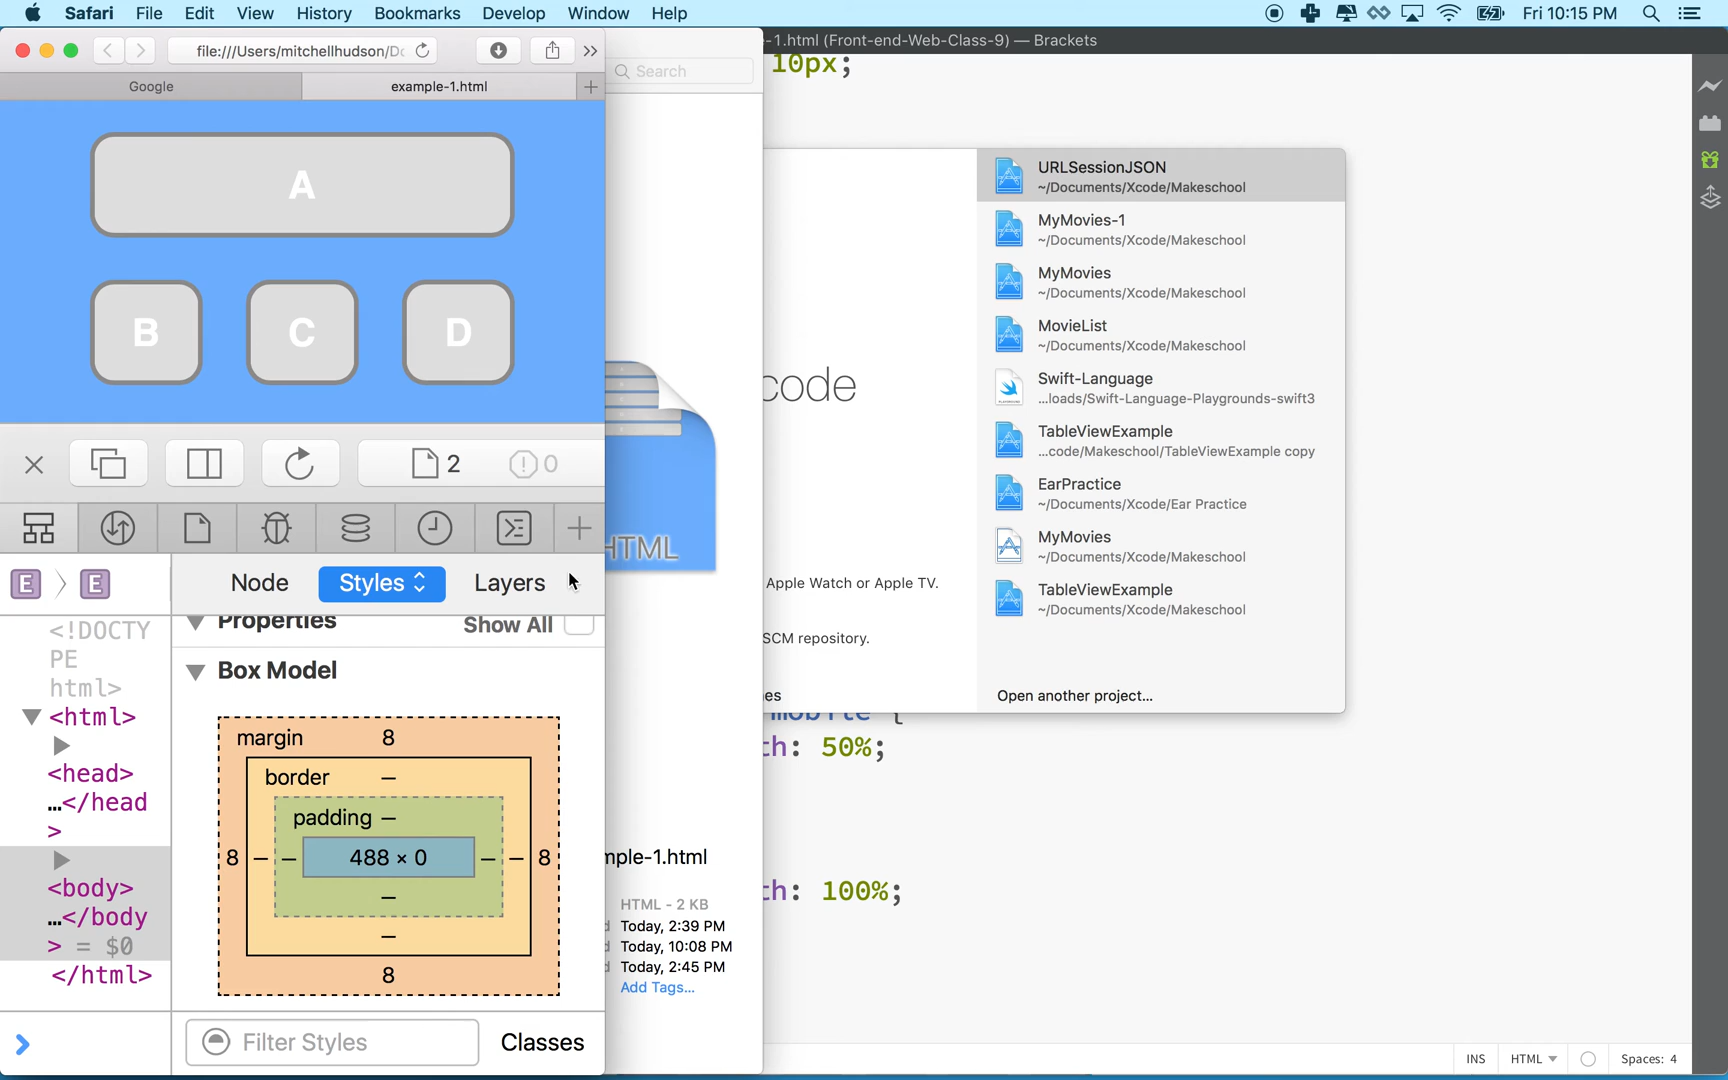 Safari File Edit View History Bookmarks Develop Window Help
Fri 10:15 PM
file:///Users/mitchellhudson/Dc
Google
example-1.html
Search
-1.html (Front-end-Web-Class-9) — Brackets
10px;
A
B C D
HTML
2
0
E E
Node Styles Layers
Properties
Show All
Box Model
<!DOCTY
PE
html>
<html>
<head>
…</head
>
<body>
…</body
> = $0
</html>
margin 8
border –
padding –
8 – – 488 × 0 – – 8
–
–
8
Filter Styles
Classes
mple-1.html
HTML - 2 KB
Today, 2:39 PM
Today, 10:08 PM
Today, 2:45 PM
Add Tags...
code
Apple Watch or Apple TV.
SCM repository.
es
URLSessionJSON
~/Documents/Xcode/Makeschool
MyMovies-1
~/Documents/Xcode/Makeschool
MyMovies
~/Documents/Xcode/Makeschool
MovieList
~/Documents/Xcode/Makeschool
Swift-Language
...loads/Swift-Language-Playgrounds-swift3
TableViewExample
...code/Makeschool/TableViewExample copy
EarPractice
~/Documents/Xcode/Ear Practice
MyMovies
~/Documents/Xcode/Makeschool
TableViewExample
~/Documents/Xcode/Makeschool
Open another project...
mobile {
th: 50%;
th: 100%;
INS HTML Spaces: 4